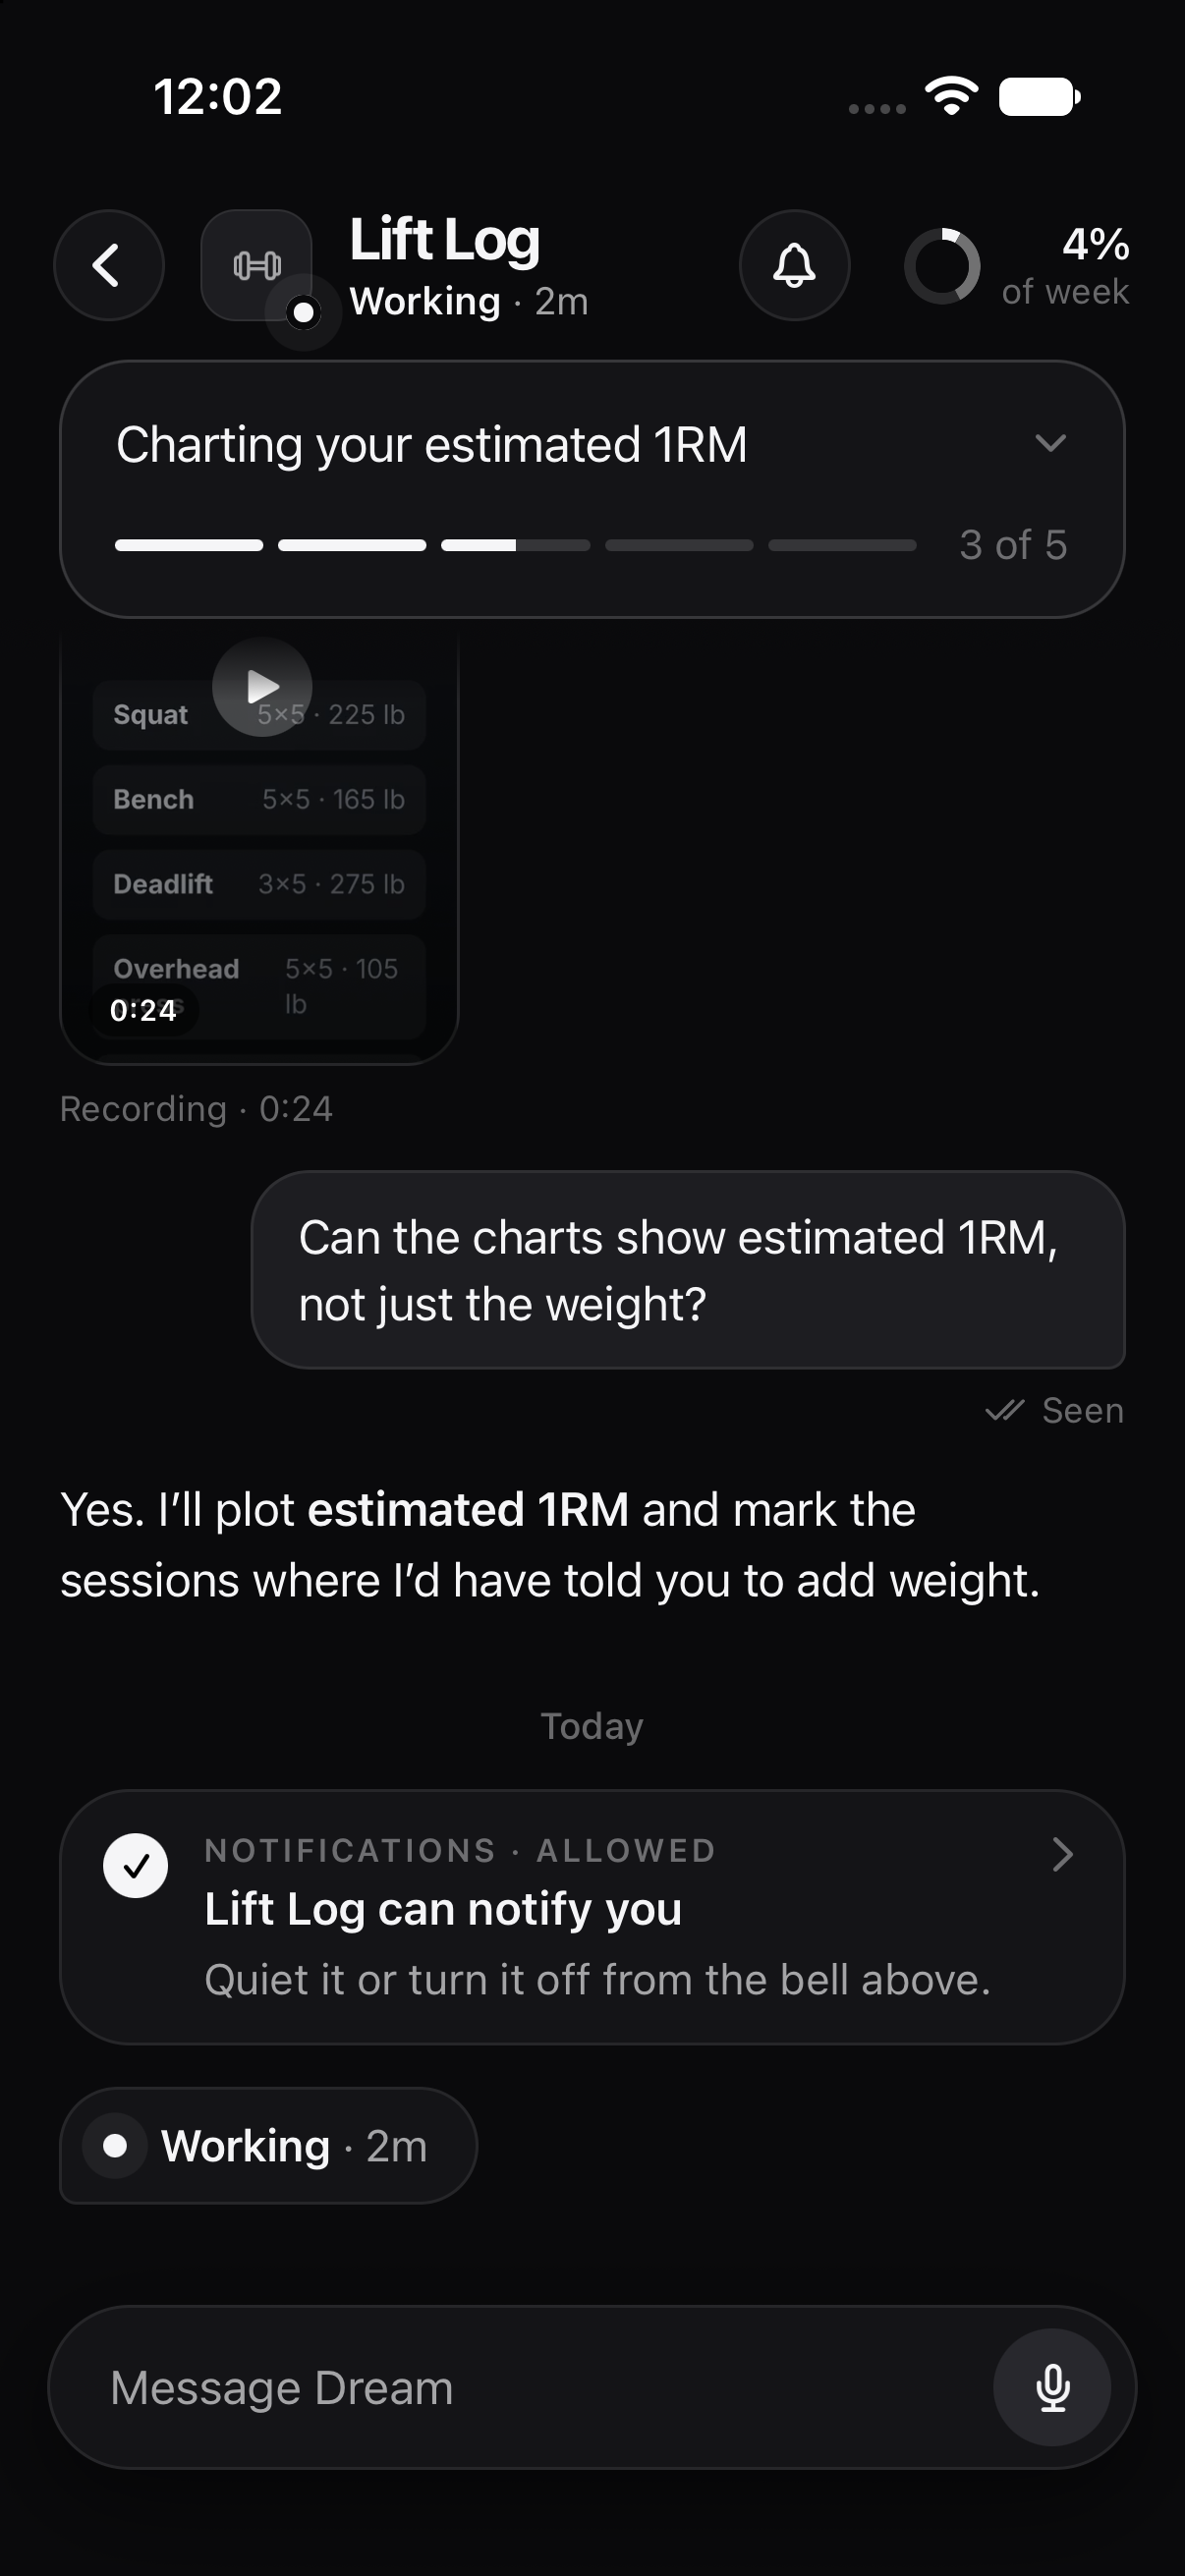 12:02
Lift Log
Working · 2m
4%
of week
Charting your estimated 1RM
3 of 5
Squat 5×5 · 225 lb
Bench 5×5 · 165 lb
Deadlift 3×5 · 275 lb
Overhead 5×5 · 105
lb
0:24
Recording · 0:24
Can the charts show estimated 1RM,
not just the weight?
Seen
Yes. I’ll plot estimated 1RM and mark the
sessions where I’d have told you to add weight.
Today
NOTIFICATIONS · ALLOWED
Lift Log can notify you
Quiet it or turn it off from the bell above.
Working · 2m
Message Dream